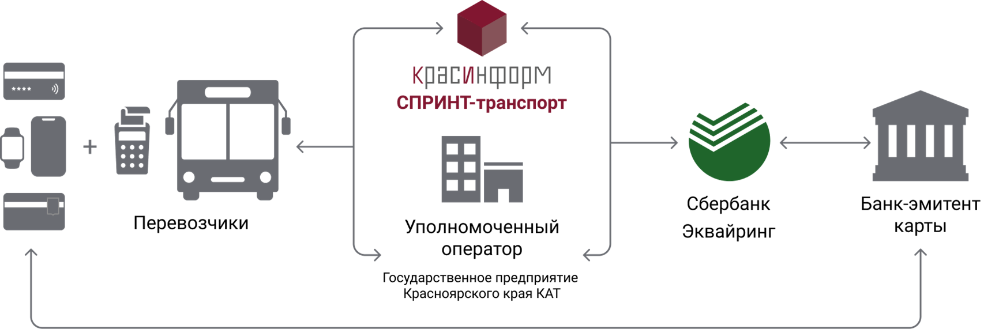 ****
красИнформ
СПРИНТ-транспорт
Перевозчики
Уполномоченный
оператор
Государственное предприятие
Красноярского края КАТ
Сбербанк
Эквайринг
Банк-эмитент
карты